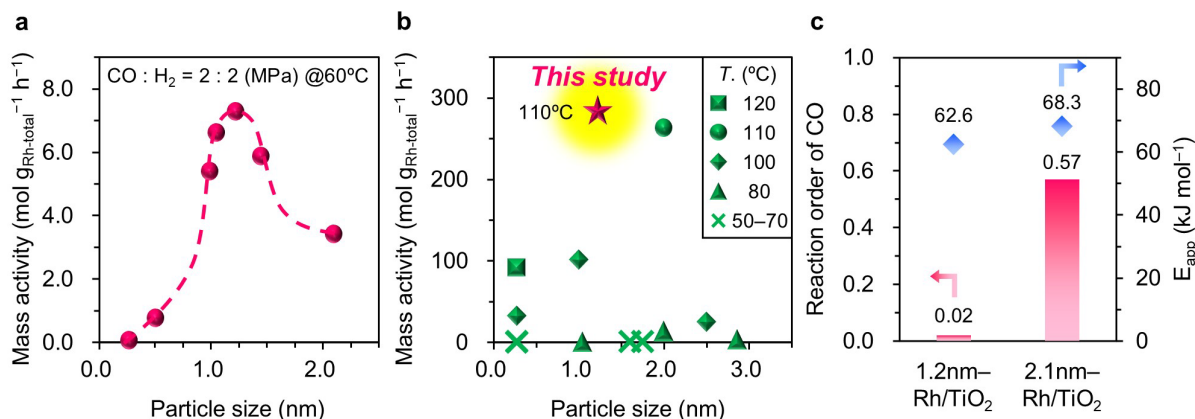 a
CO : H₂ = 2 : 2 (MPa) @60ºC
Mass activity (mol g_Rh-total⁻¹ h⁻¹)
8.0
6.0
4.0
2.0
0.0
0.0 1.0 2.0
Particle size (nm)
b
This study
110ºC
Mass activity (mol g_Rh-total⁻¹ h⁻¹)
300
200
100
50
0
0.0 1.0 2.0 3.0
Particle size (nm)
T. (ºC)
120
110
100
80
50–70
c
Reaction order of CO
1.0
0.8
0.6
0.4
0.2
0.0
62.6
68.3
0.57
0.02
80
60
40
20
0
E_app (kJ mol⁻¹)
1.2nm–
Rh/TiO₂
2.1nm–
Rh/TiO₂